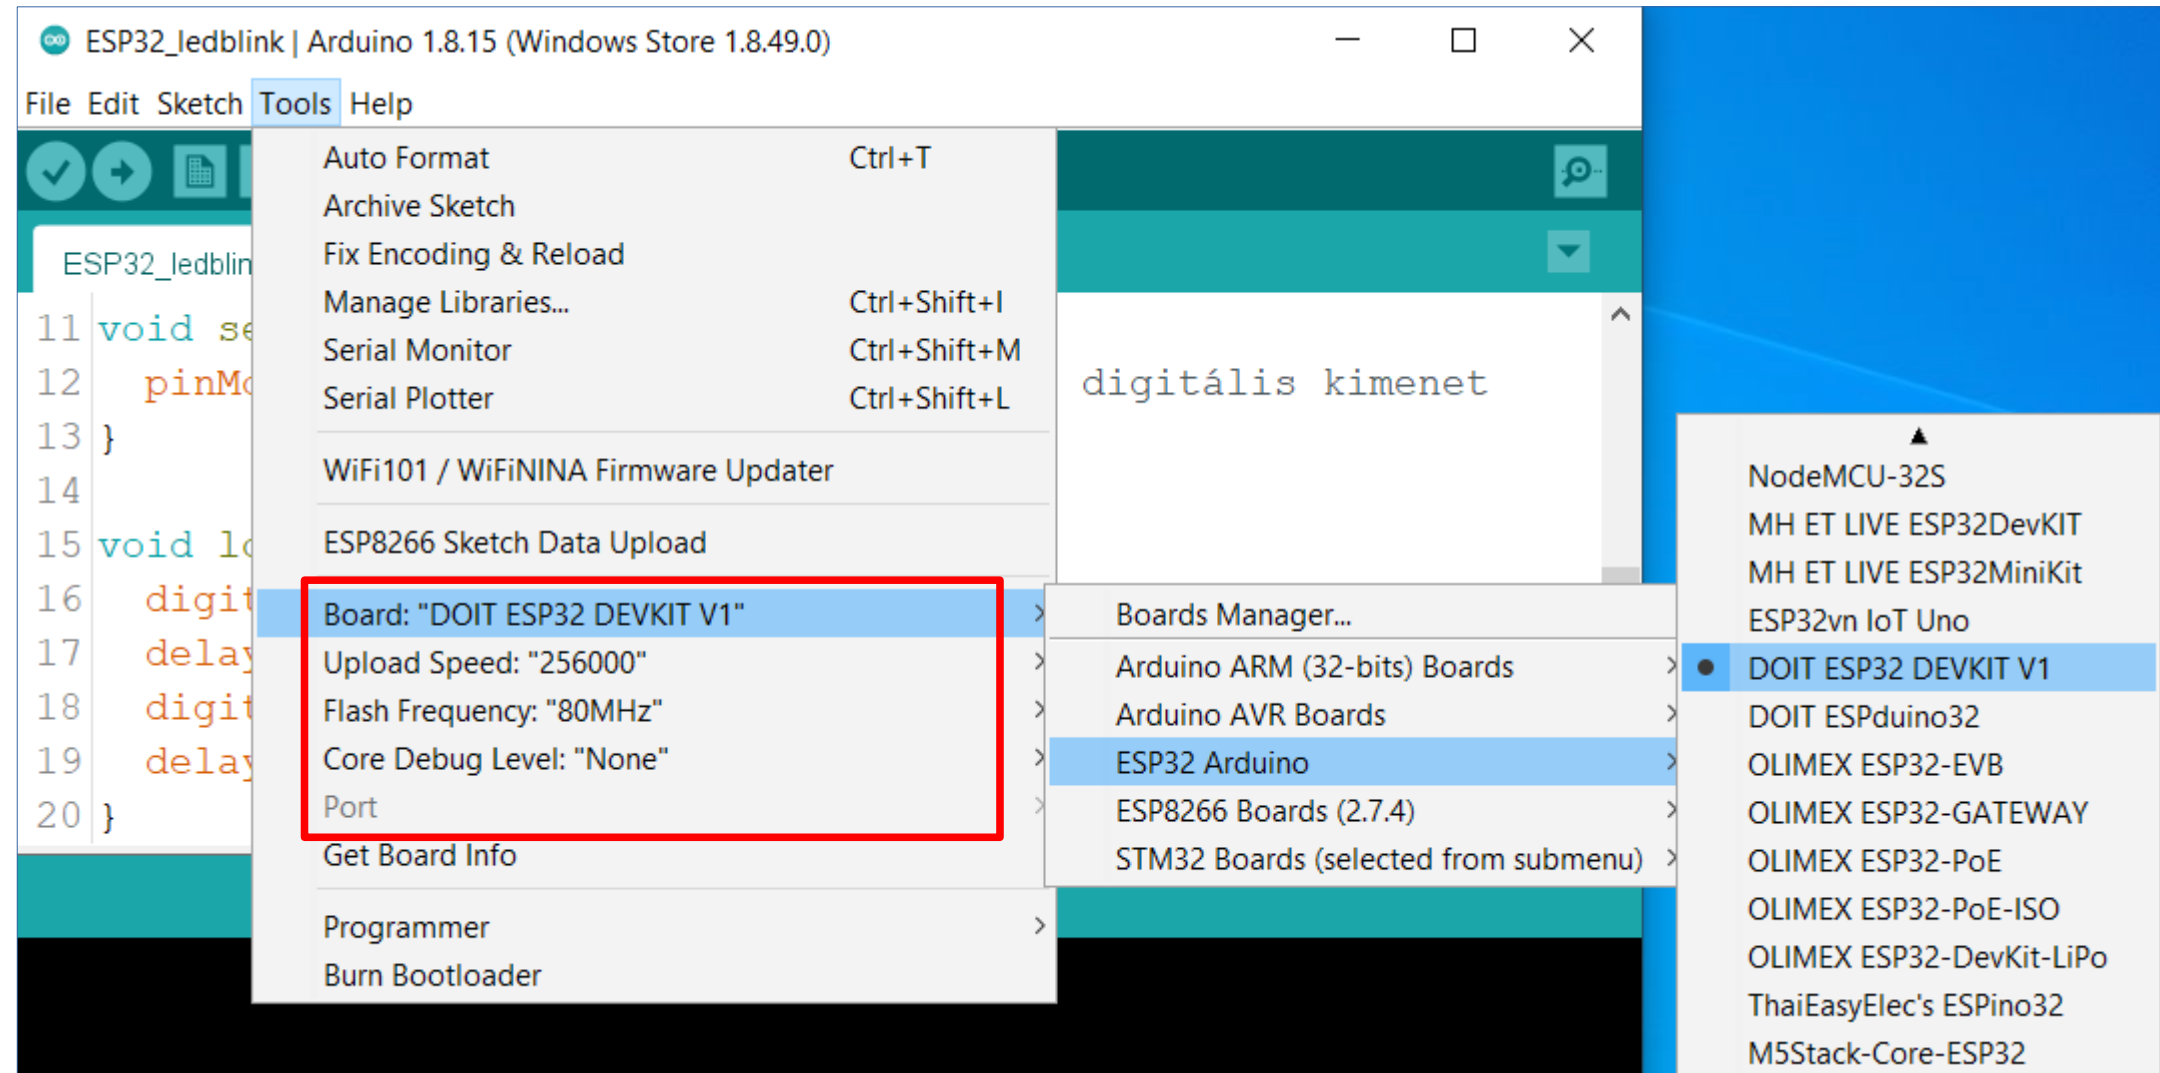 ESP32_ledblink | Arduino 1.8.15 (Windows Store 1.8.49.0)
File Edit Sketch Tools Help
ESP32_ledblin
11 void se
12 pinMo
digitális kimenet
13 }
14
15 void lo
16 digit
17 delay
18 digit
19 delay
20 }
Auto Format Ctrl+T
Archive Sketch
Fix Encoding & Reload
Manage Libraries... Ctrl+Shift+I
Serial Monitor Ctrl+Shift+M
Serial Plotter Ctrl+Shift+L
WiFi101 / WiFiNINA Firmware Updater
ESP8266 Sketch Data Upload
Board: "DOIT ESP32 DEVKIT V1"
Upload Speed: "256000"
Flash Frequency: "80MHz"
Core Debug Level: "None"
Port
Get Board Info
Programmer
Burn Bootloader
Boards Manager...
Arduino ARM (32-bits) Boards
Arduino AVR Boards
ESP32 Arduino
ESP8266 Boards (2.7.4)
STM32 Boards (selected from submenu)
NodeMCU-32S
MH ET LIVE ESP32DevKIT
MH ET LIVE ESP32MiniKit
ESP32vn IoT Uno
DOIT ESP32 DEVKIT V1
DOIT ESPduino32
OLIMEX ESP32-EVB
OLIMEX ESP32-GATEWAY
OLIMEX ESP32-PoE
OLIMEX ESP32-PoE-ISO
OLIMEX ESP32-DevKit-LiPo
ThaiEasyElec's ESPino32
M5Stack-Core-ESP32